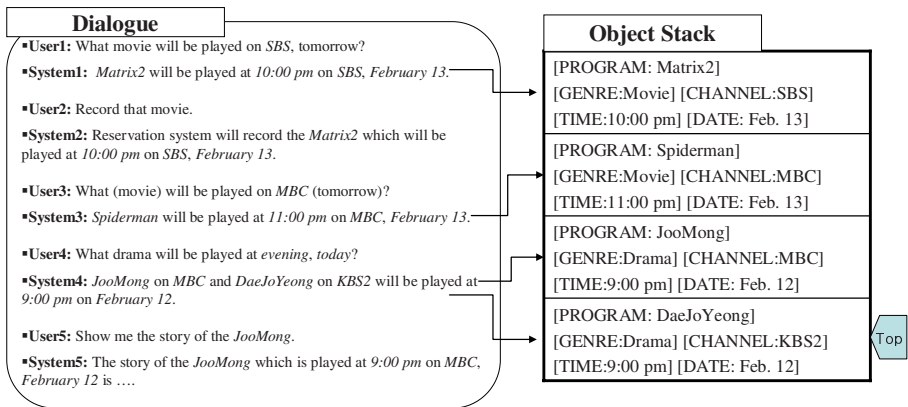 Dialogue
▪User1: What movie will be played on SBS, tomorrow?
▪System1: Matrix2 will be played at 10:00 pm on SBS, February 13.
▪User2: Record that movie.
▪System2: Reservation system will record the Matrix2 which will be
played at 10:00 pm on SBS, February 13.
▪User3: What (movie) will be played on MBC (tomorrow)?
▪System3: Spiderman will be played at 11:00 pm on MBC, February 13.
▪User4: What drama will be played at evening, today?
▪System4: JooMong on MBC and DaeJoYeong on KBS2 will be played at
9:00 pm on February 12.
▪User5: Show me the story of the JooMong.
▪System5: The story of the JooMong which is played at 9:00 pm on MBC,
February 12 is ….
Object Stack
[PROGRAM: Matrix2]
[GENRE:Movie] [CHANNEL:SBS]
[TIME:10:00 pm] [DATE: Feb. 13]
[PROGRAM: Spiderman]
[GENRE:Movie] [CHANNEL:MBC]
[TIME:11:00 pm] [DATE: Feb. 13]
[PROGRAM: JooMong]
[GENRE:Drama] [CHANNEL:MBC]
[TIME:9:00 pm] [DATE: Feb. 12]
[PROGRAM: DaeJoYeong]
[GENRE:Drama] [CHANNEL:KBS2]
[TIME:9:00 pm] [DATE: Feb. 12]
Top